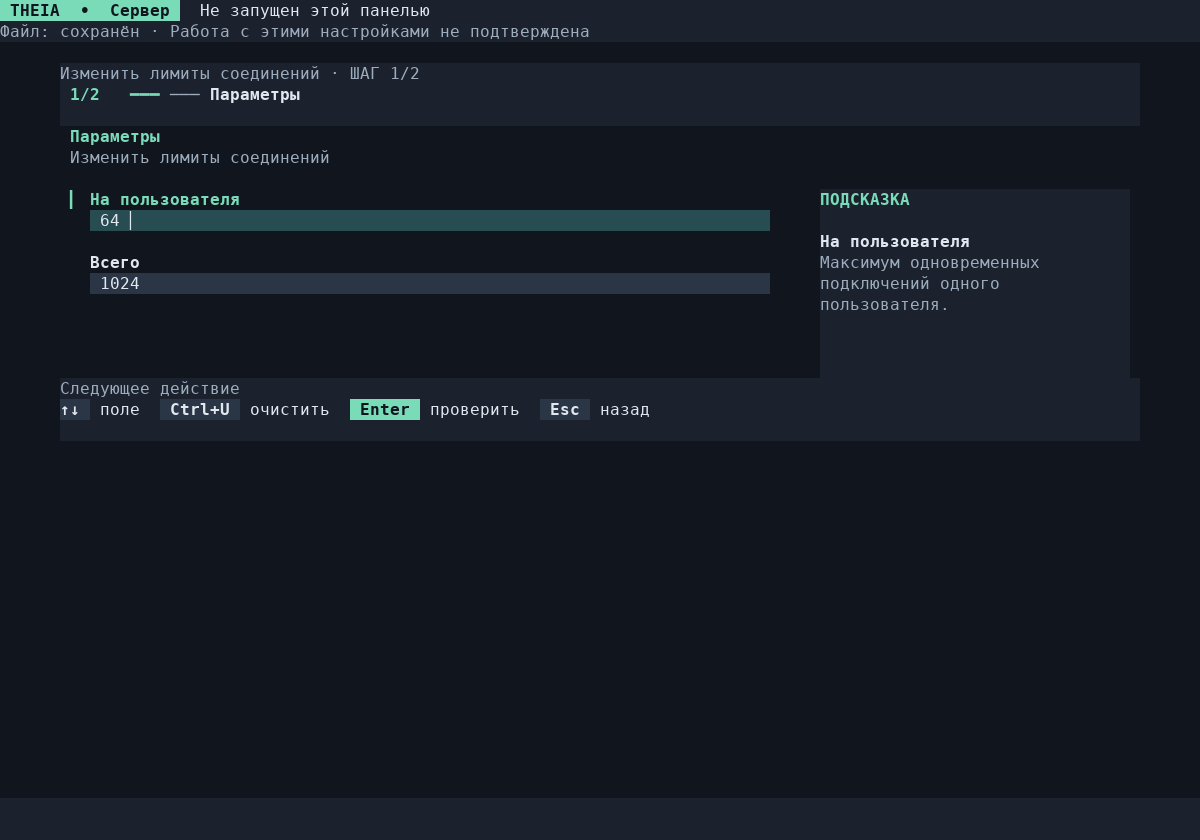 THEIA • Сервер Не запущен этой панелью
Файл: сохранён · Работа с этими настройками не подтверждена
Изменить лимиты соединений · ШАГ 1/2
1/2 ━━━ ─── Параметры
Параметры
Изменить лимиты соединений
На пользователя
64
Всего
1024
ПОДСКАЗКА
На пользователя
Максимум одновременных
подключений одного
пользователя.
Следующее действие
↑↓ поле Ctrl+U очистить Enter проверить Esc назад